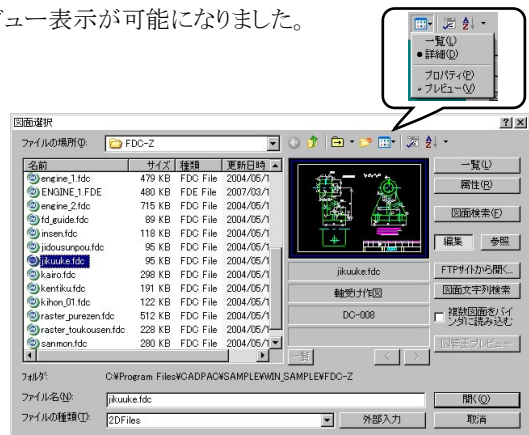 ュー表示が可能になりました。
一覧(L)
●詳細(D)
プロパティ(P)
✓プレビュー(V)
図面選択
ファイルの場所(I): FDC-Z
名前 サイズ 種類 更新日時
engine_1.fdc 479 KB FDC File 2004/05/1
ENGINE_1.FDE 480 KB FDE File 2007/03/1
engine_2.fdc 715 KB FDC File 2004/05/1
fd_guide.fdc 89 KB FDC File 2004/05/1
insen.fdc 118 KB FDC File 2004/05/1
jidousunpou.fdc 95 KB FDC File 2004/05/1
jikuuke.fdc 95 KB FDC File 2004/05/1
kairo.fdc 298 KB FDC File 2004/05/1
kentiku.fdc 191 KB FDC File 2004/05/1
kihon_01.fdc 122 KB FDC File 2004/05/1
raster_purezen.fdc 512 KB FDC File 2004/05/1
raster_toukousen.fdc 228 KB FDC File 2004/05/1
sanmon.fdc 280 KB FDC File 2004/05/1
jikuuke.fdc
軸受け作図
DC-008
一覧 < >
一覧(L)
属性(R)
図面検索(F)
編集 参照
FTPサイトから開く...
図面文字列検索
複数図面をバインダに読み込む
フォルダ: C:¥Program Files¥CADPAC¥SAMPLE¥WIN_SAMPLE¥FDC-Z
ファイル名(N): jikuuke.fdc 開く(O)
ファイルの種類(T): 2DFiles 外部入力 取消